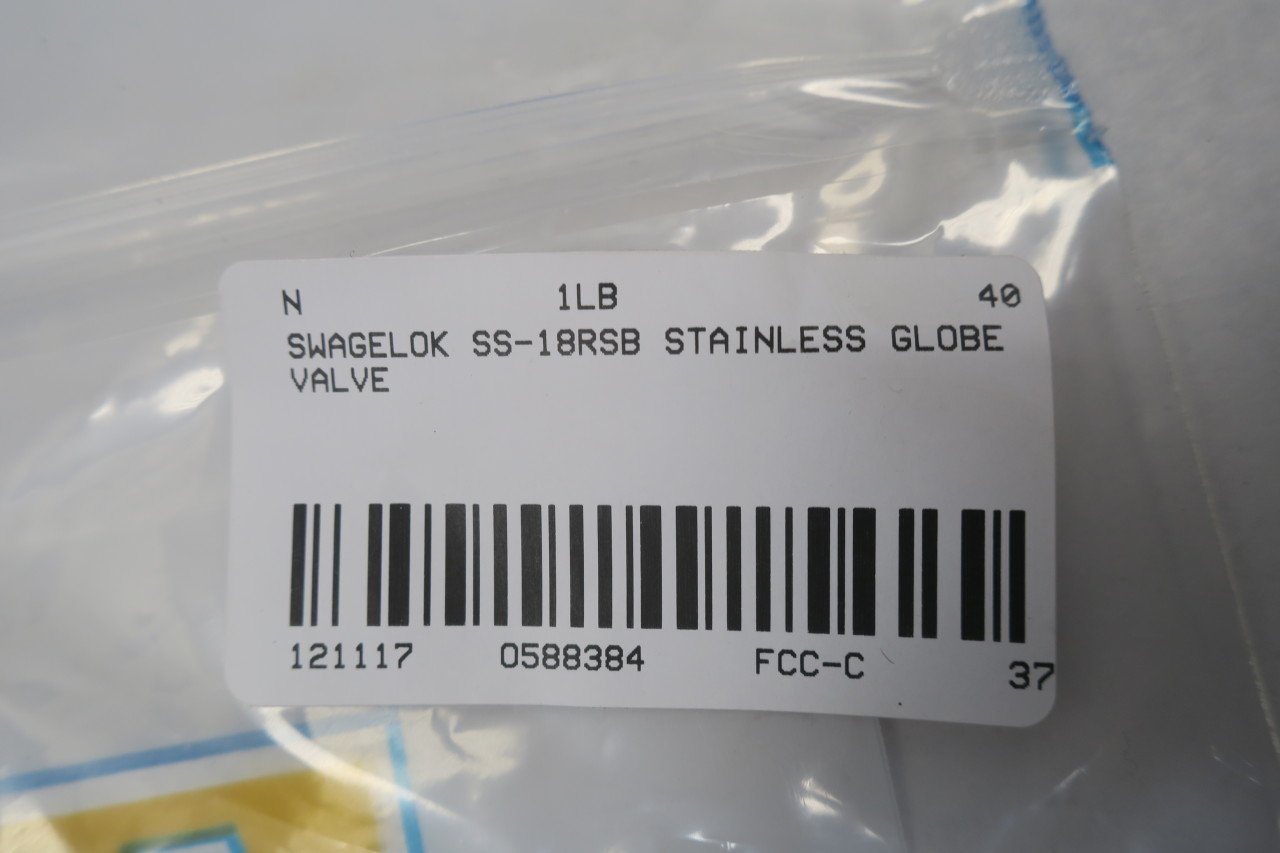 N 1LB 40
SWAGELOK SS-18RSB STAINLESS GLOBE
VALVE
121117 0588384 FCC-C 37